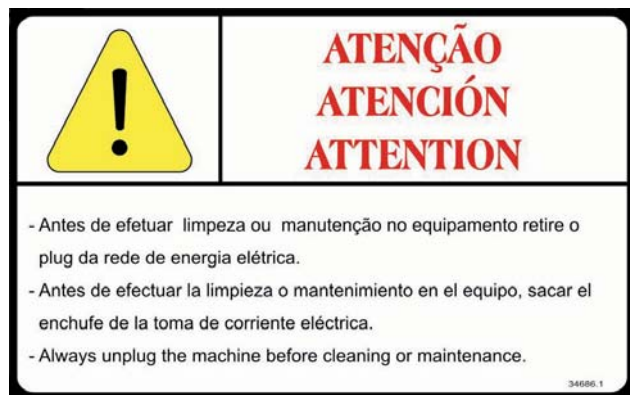 ATENÇÃO
ATENCIÓN
ATTENTION
- Antes de efetuar limpeza ou manutenção no equipamento retire o
plug da rede de energia elétrica.
- Antes de efectuar la limpieza o mantenimiento en el equipo, sacar el
enchufe de la toma de corriente eléctrica.
- Always unplug the machine before cleaning or maintenance.
34686.1